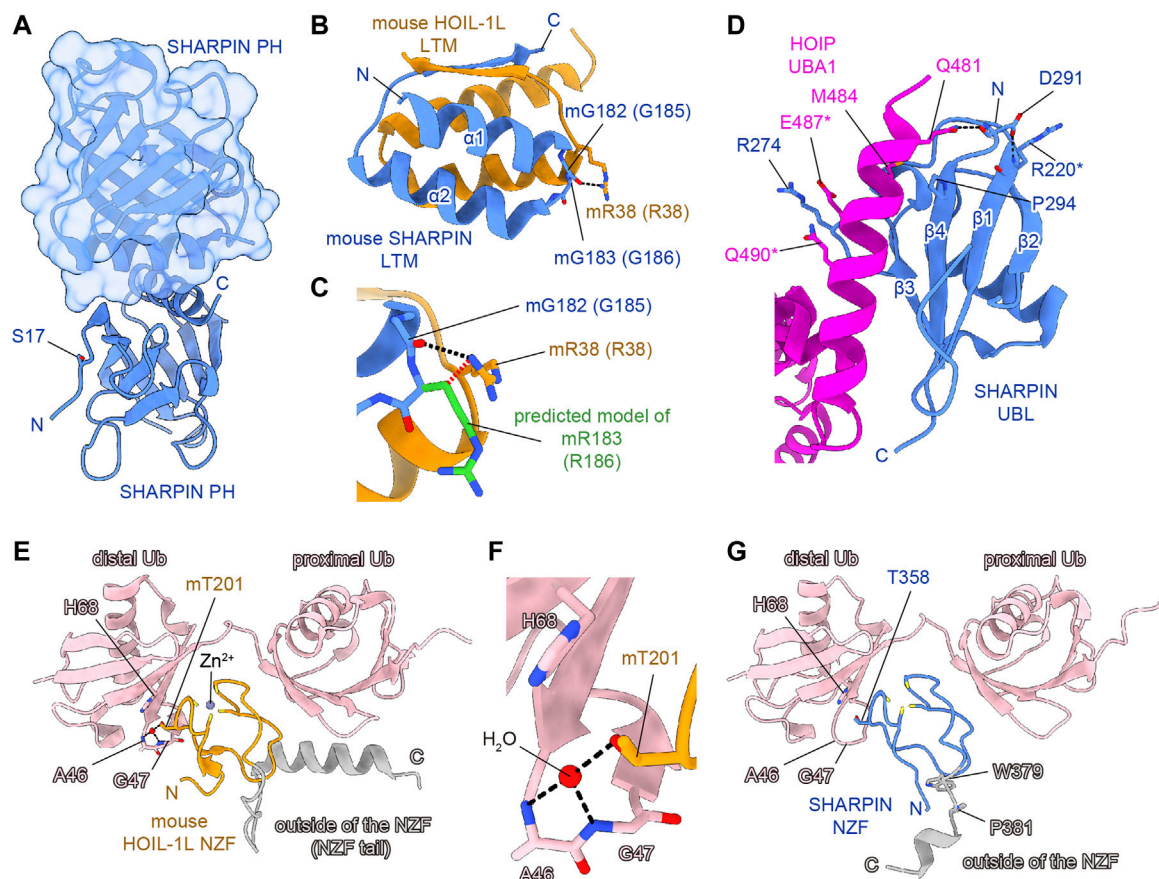 A
SHARPIN PH
C
S17
N
SHARPIN PH
B
mouse HOIL-1L
LTM
C
N
mG182 (G185)
α1
α2
mR38 (R38)
mouse SHARPIN
LTM
mG183 (G186)
C
mG182 (G185)
mR38 (R38)
predicted model of
mR183
(R186)
D
HOIP
UBA1
Q481
M484
N
D291
E487*
R274
R220*
P294
β1
β4
β2
Q490*
β3
SHARPIN
UBL
C
E
distal Ub
proximal Ub
mT201
H68
Zn²⁺
A46
G47
N
C
mouse
HOIL-1L NZF
outside of the NZF
(NZF tail)
F
H68
mT201
H₂O
A46
G47
G
distal Ub
proximal Ub
T358
H68
A46
G47
W379
SHARPIN
NZF
N
P381
C
outside of the NZF